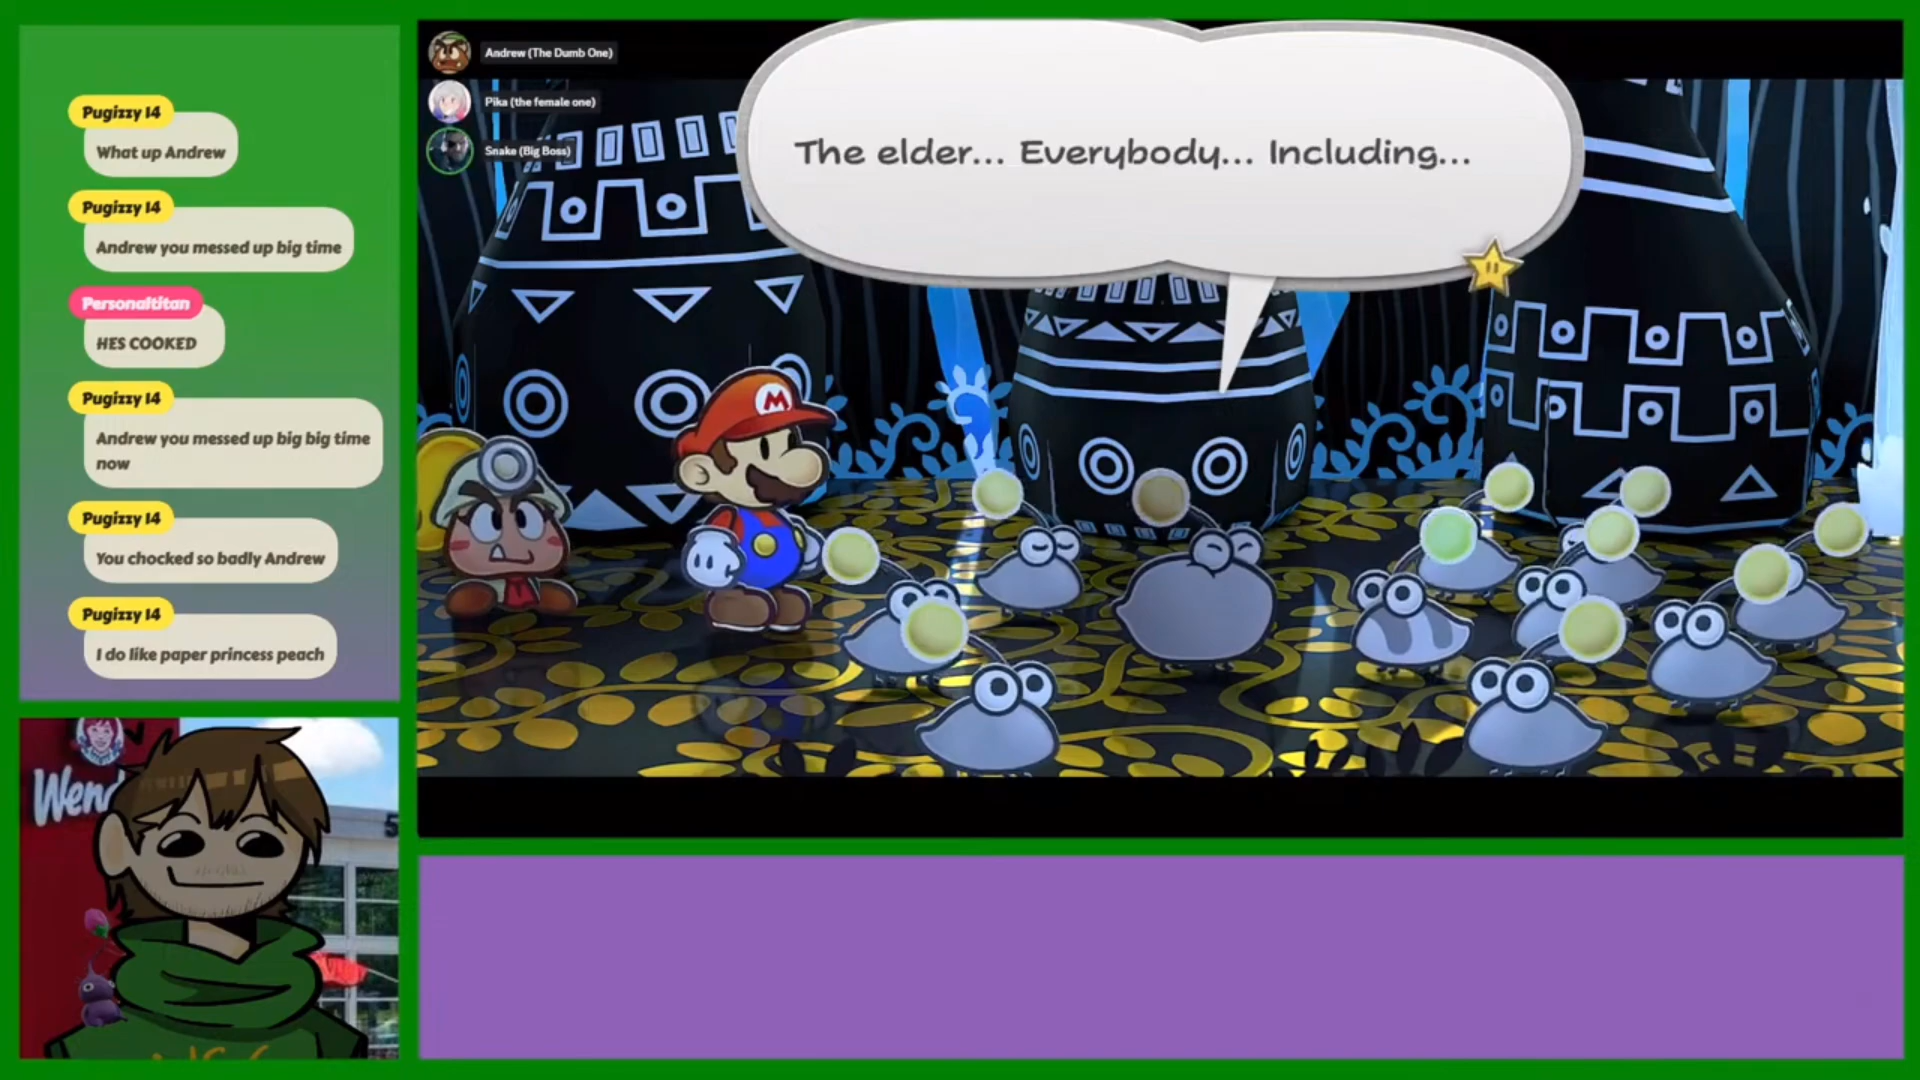 Pugizzy 14
What up Andrew
Pugizzy 14
Andrew you messed up big time
Personaltitan
HES COOKED
Pugizzy 14
Andrew you messed up big big time
now
Pugizzy 14
You chocked so badly Andrew
Pugizzy 14
I do like paper princess peach
Andrew (The Dumb One)
Pika (the female one)
Snake (Big Boss)
The elder... Everybody... Including...
M
Wend
5